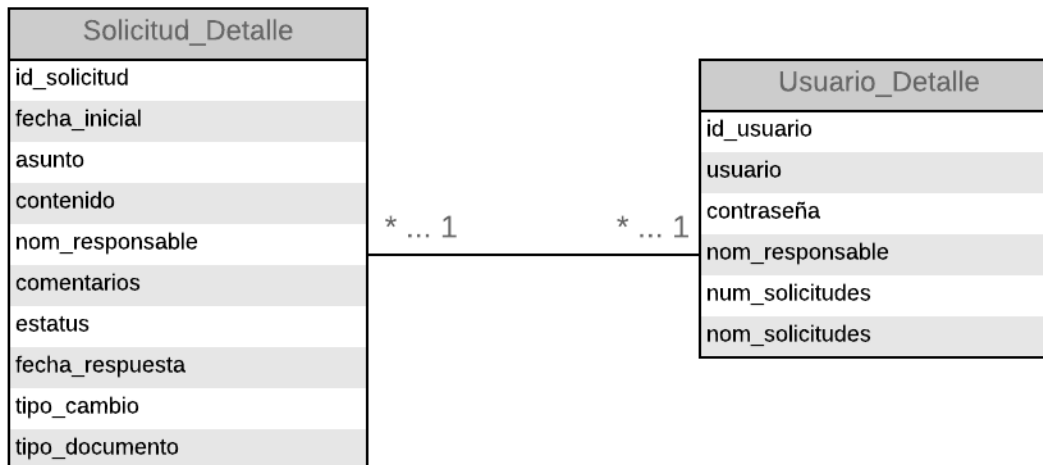 Solicitud_Detalle
id_solicitud
fecha_inicial
asunto
contenido
nom_responsable
comentarios
estatus
fecha_respuesta
tipo_cambio
tipo_documento
* ... 1
* ... 1
Usuario_Detalle
id_usuario
usuario
contraseña
nom_responsable
num_solicitudes
nom_solicitudes